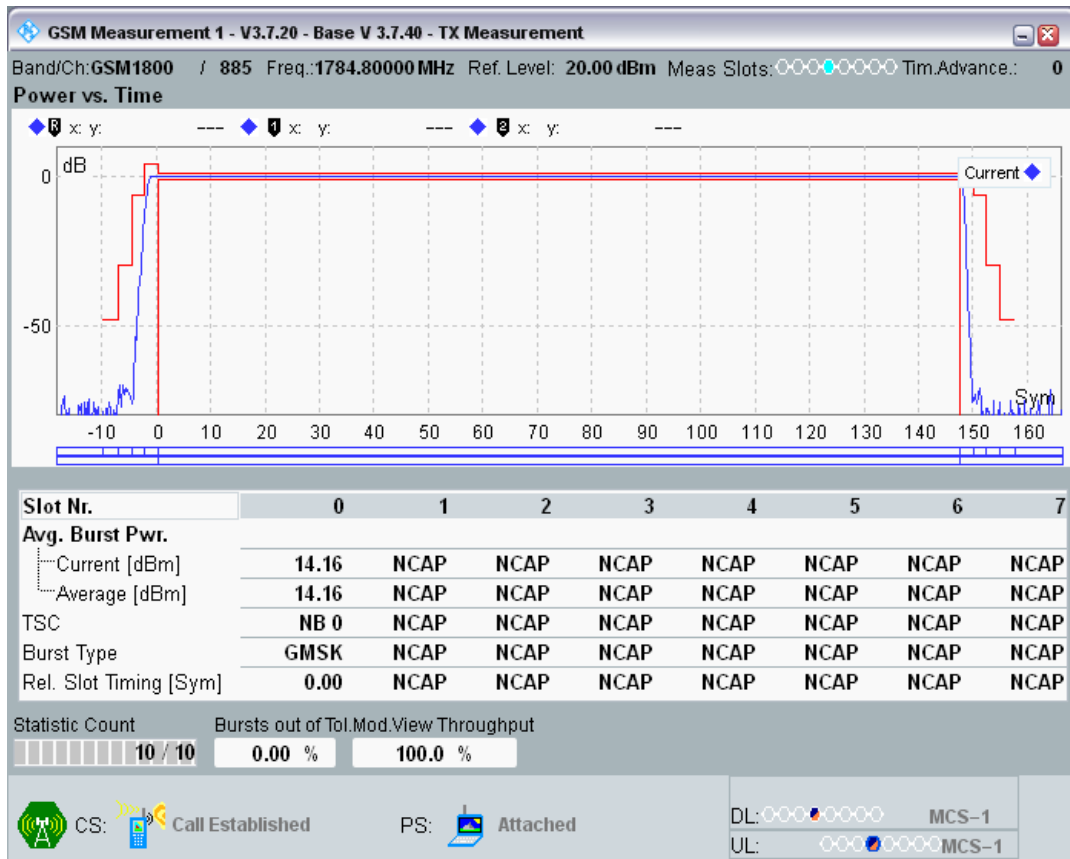 GSM Measurement 1 - V3.7.20 - Base V 3.7.40 - TX Measurement
Band/Ch:GSM1800 / 885 Freq.:1784.80000MHz Ref. Level: 20.00 dBm Meas Slots: Tim.Advance.: 0
Power vs. Time
R x: y: --- 1 x: y: --- 2 x: y: ---
dB
0
Current
-50
Sym
-10 0 10 20 30 40 50 60 70 80 90 100 110 120 130 140 150 160
Slot Nr. 0 1 2 3 4 5 6 7
Avg. Burst Pwr.
Current [dBm] 14.16 NCAP NCAP NCAP NCAP NCAP NCAP NCAP
Average [dBm] 14.16 NCAP NCAP NCAP NCAP NCAP NCAP NCAP
TSC NB 0 NCAP NCAP NCAP NCAP NCAP NCAP NCAP
Burst Type GMSK NCAP NCAP NCAP NCAP NCAP NCAP NCAP
Rel. Slot Timing [Sym] 0.00 NCAP NCAP NCAP NCAP NCAP NCAP NCAP
Statistic Count Bursts out of Tol.Mod.View Throughput
10 / 10 0.00 % 100.0 %
CS: Call Established PS: Attached DL: MCS-1
UL: MCS-1